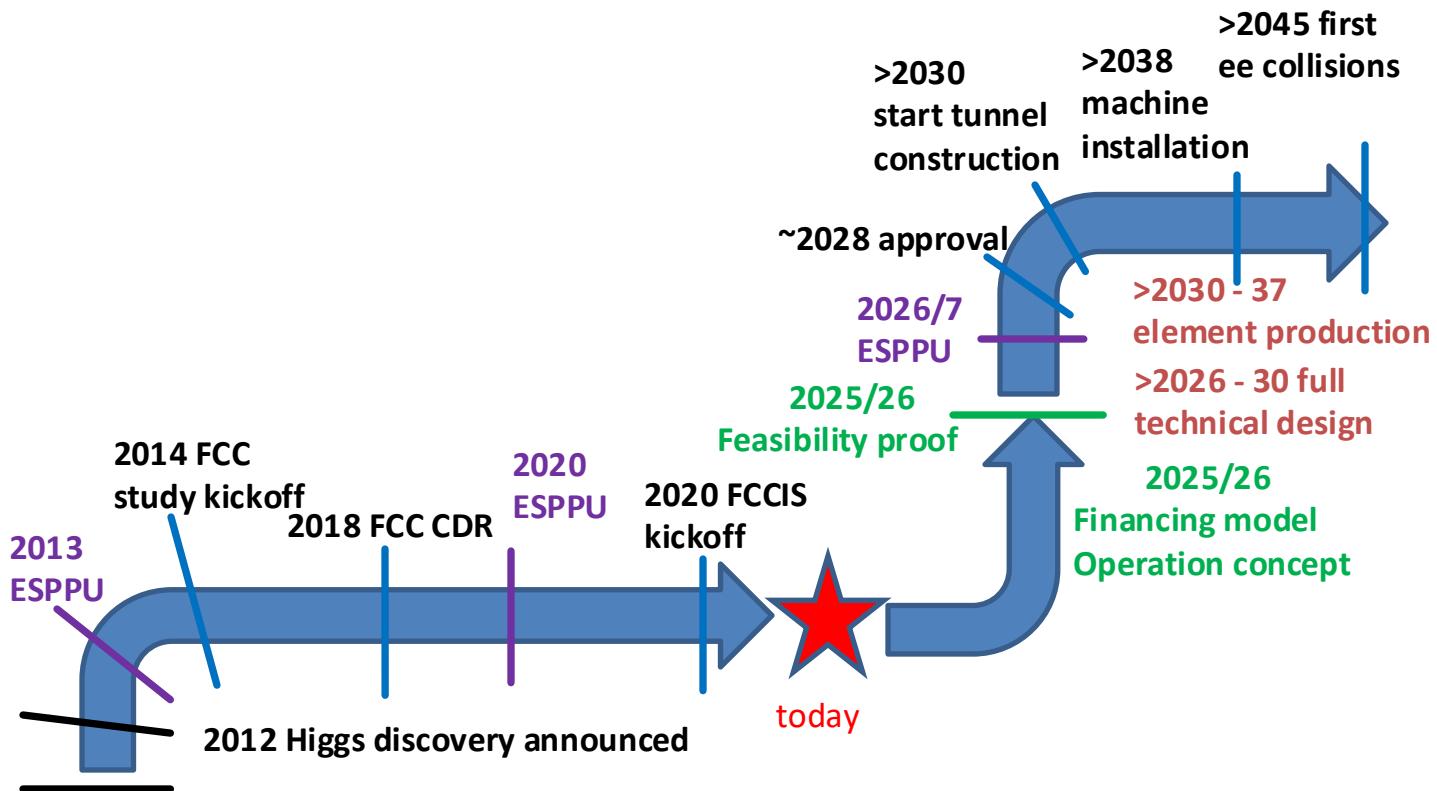 >2045 first
ee collisions
>2038
machine
installation
>2030
start tunnel
construction
~2028 approval
2026/7
ESPPU
>2030 - 37
element production
>2026 - 30 full
technical design
2025/26
Feasibility proof
2025/26
Financing model
Operation concept
2014 FCC
study kickoff
2018 FCC CDR
2020
ESPPU
2020 FCCIS
kickoff
2013
ESPPU
today
2012 Higgs discovery announced